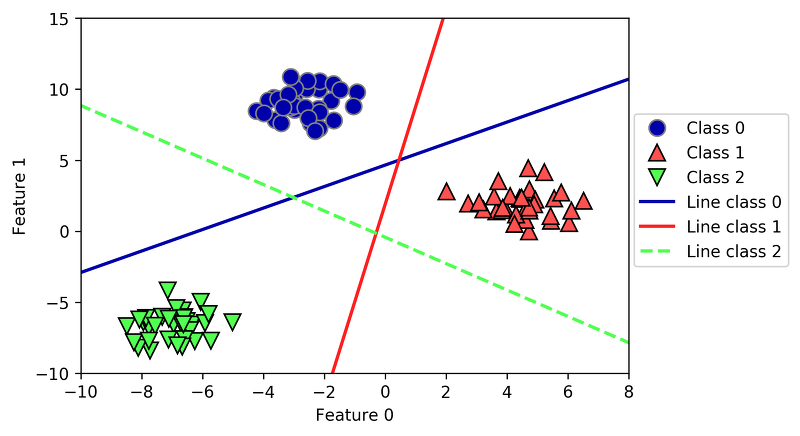 15
10
5
0
−5
−10
−10 −8 −6 −4 −2 0 2 4 6 8
Feature 0
Feature 1
Class 0
Class 1
Class 2
Line class 0
Line class 1
Line class 2